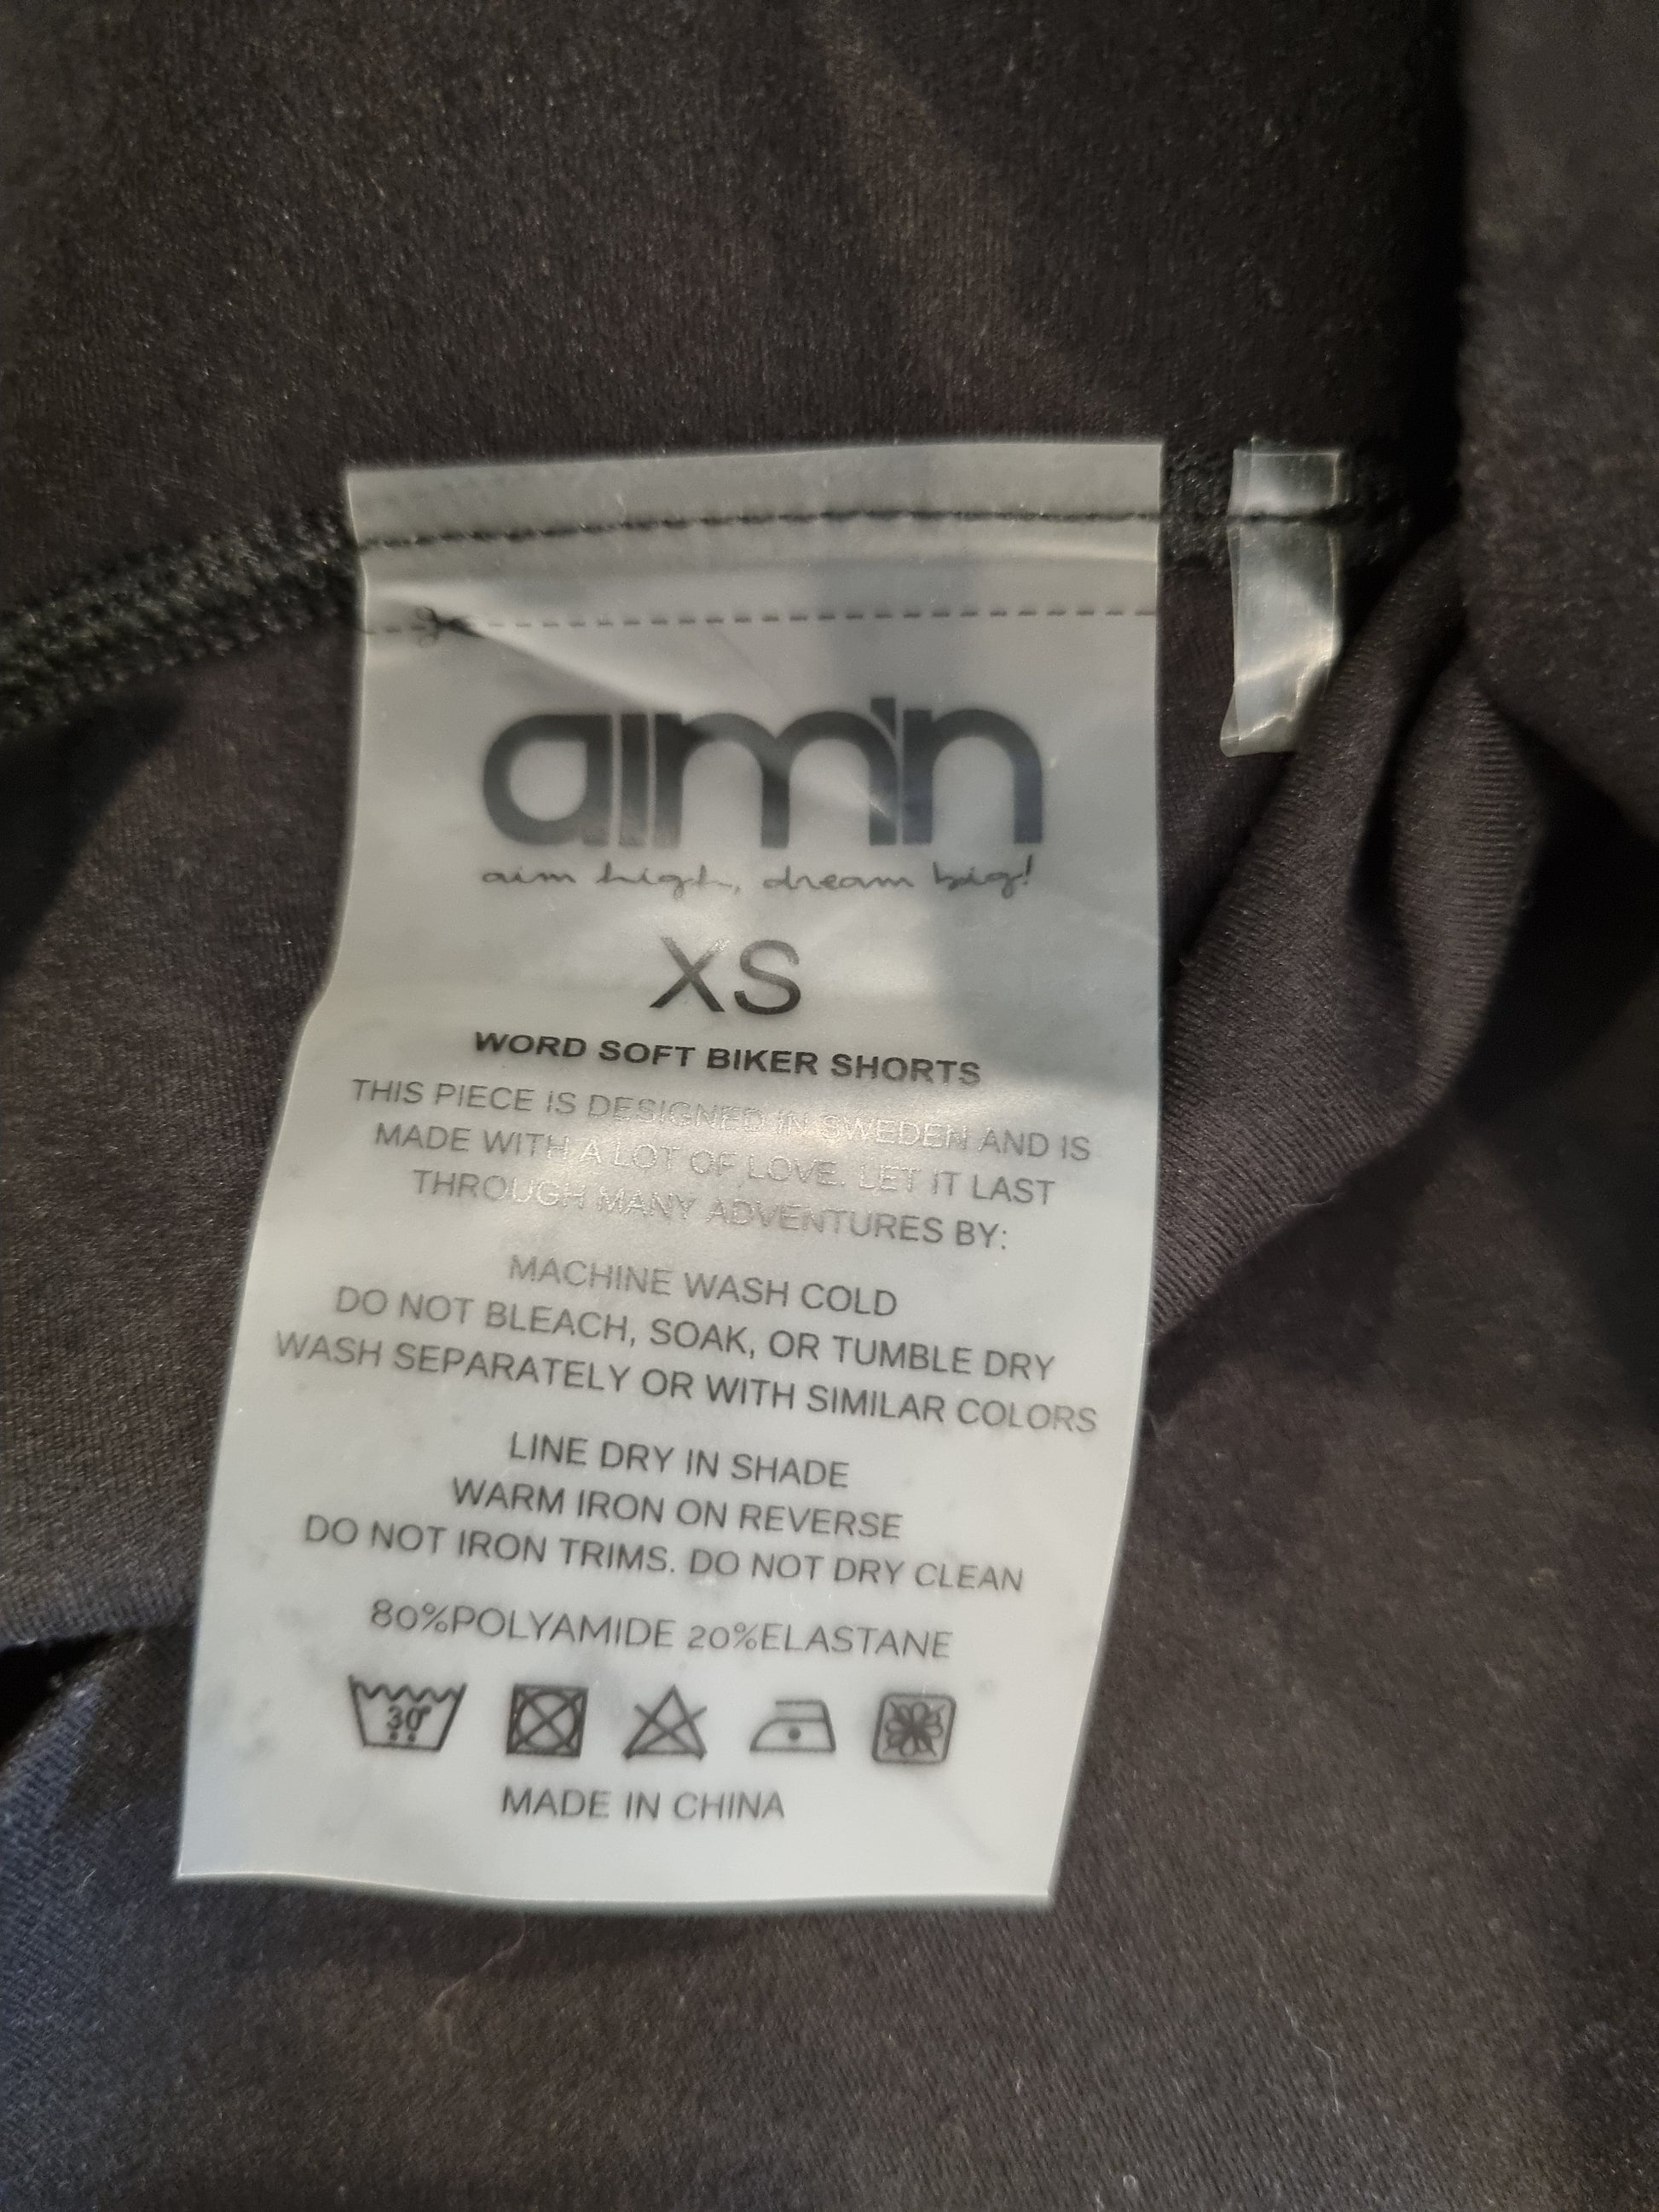 aim'n
aim high, dream big!
XS
WORD SOFT BIKER SHORTS
THIS PIECE IS DESIGNED IN SWEDEN AND IS
MADE WITH A LOT OF LOVE. LET IT LAST
THROUGH MANY ADVENTURES BY:
MACHINE WASH COLD
DO NOT BLEACH, SOAK, OR TUMBLE DRY
WASH SEPARATELY OR WITH SIMILAR COLORS
LINE DRY IN SHADE
WARM IRON ON REVERSE
DO NOT IRON TRIMS. DO NOT DRY CLEAN
80%POLYAMIDE 20%ELASTANE
30°
MADE IN CHINA